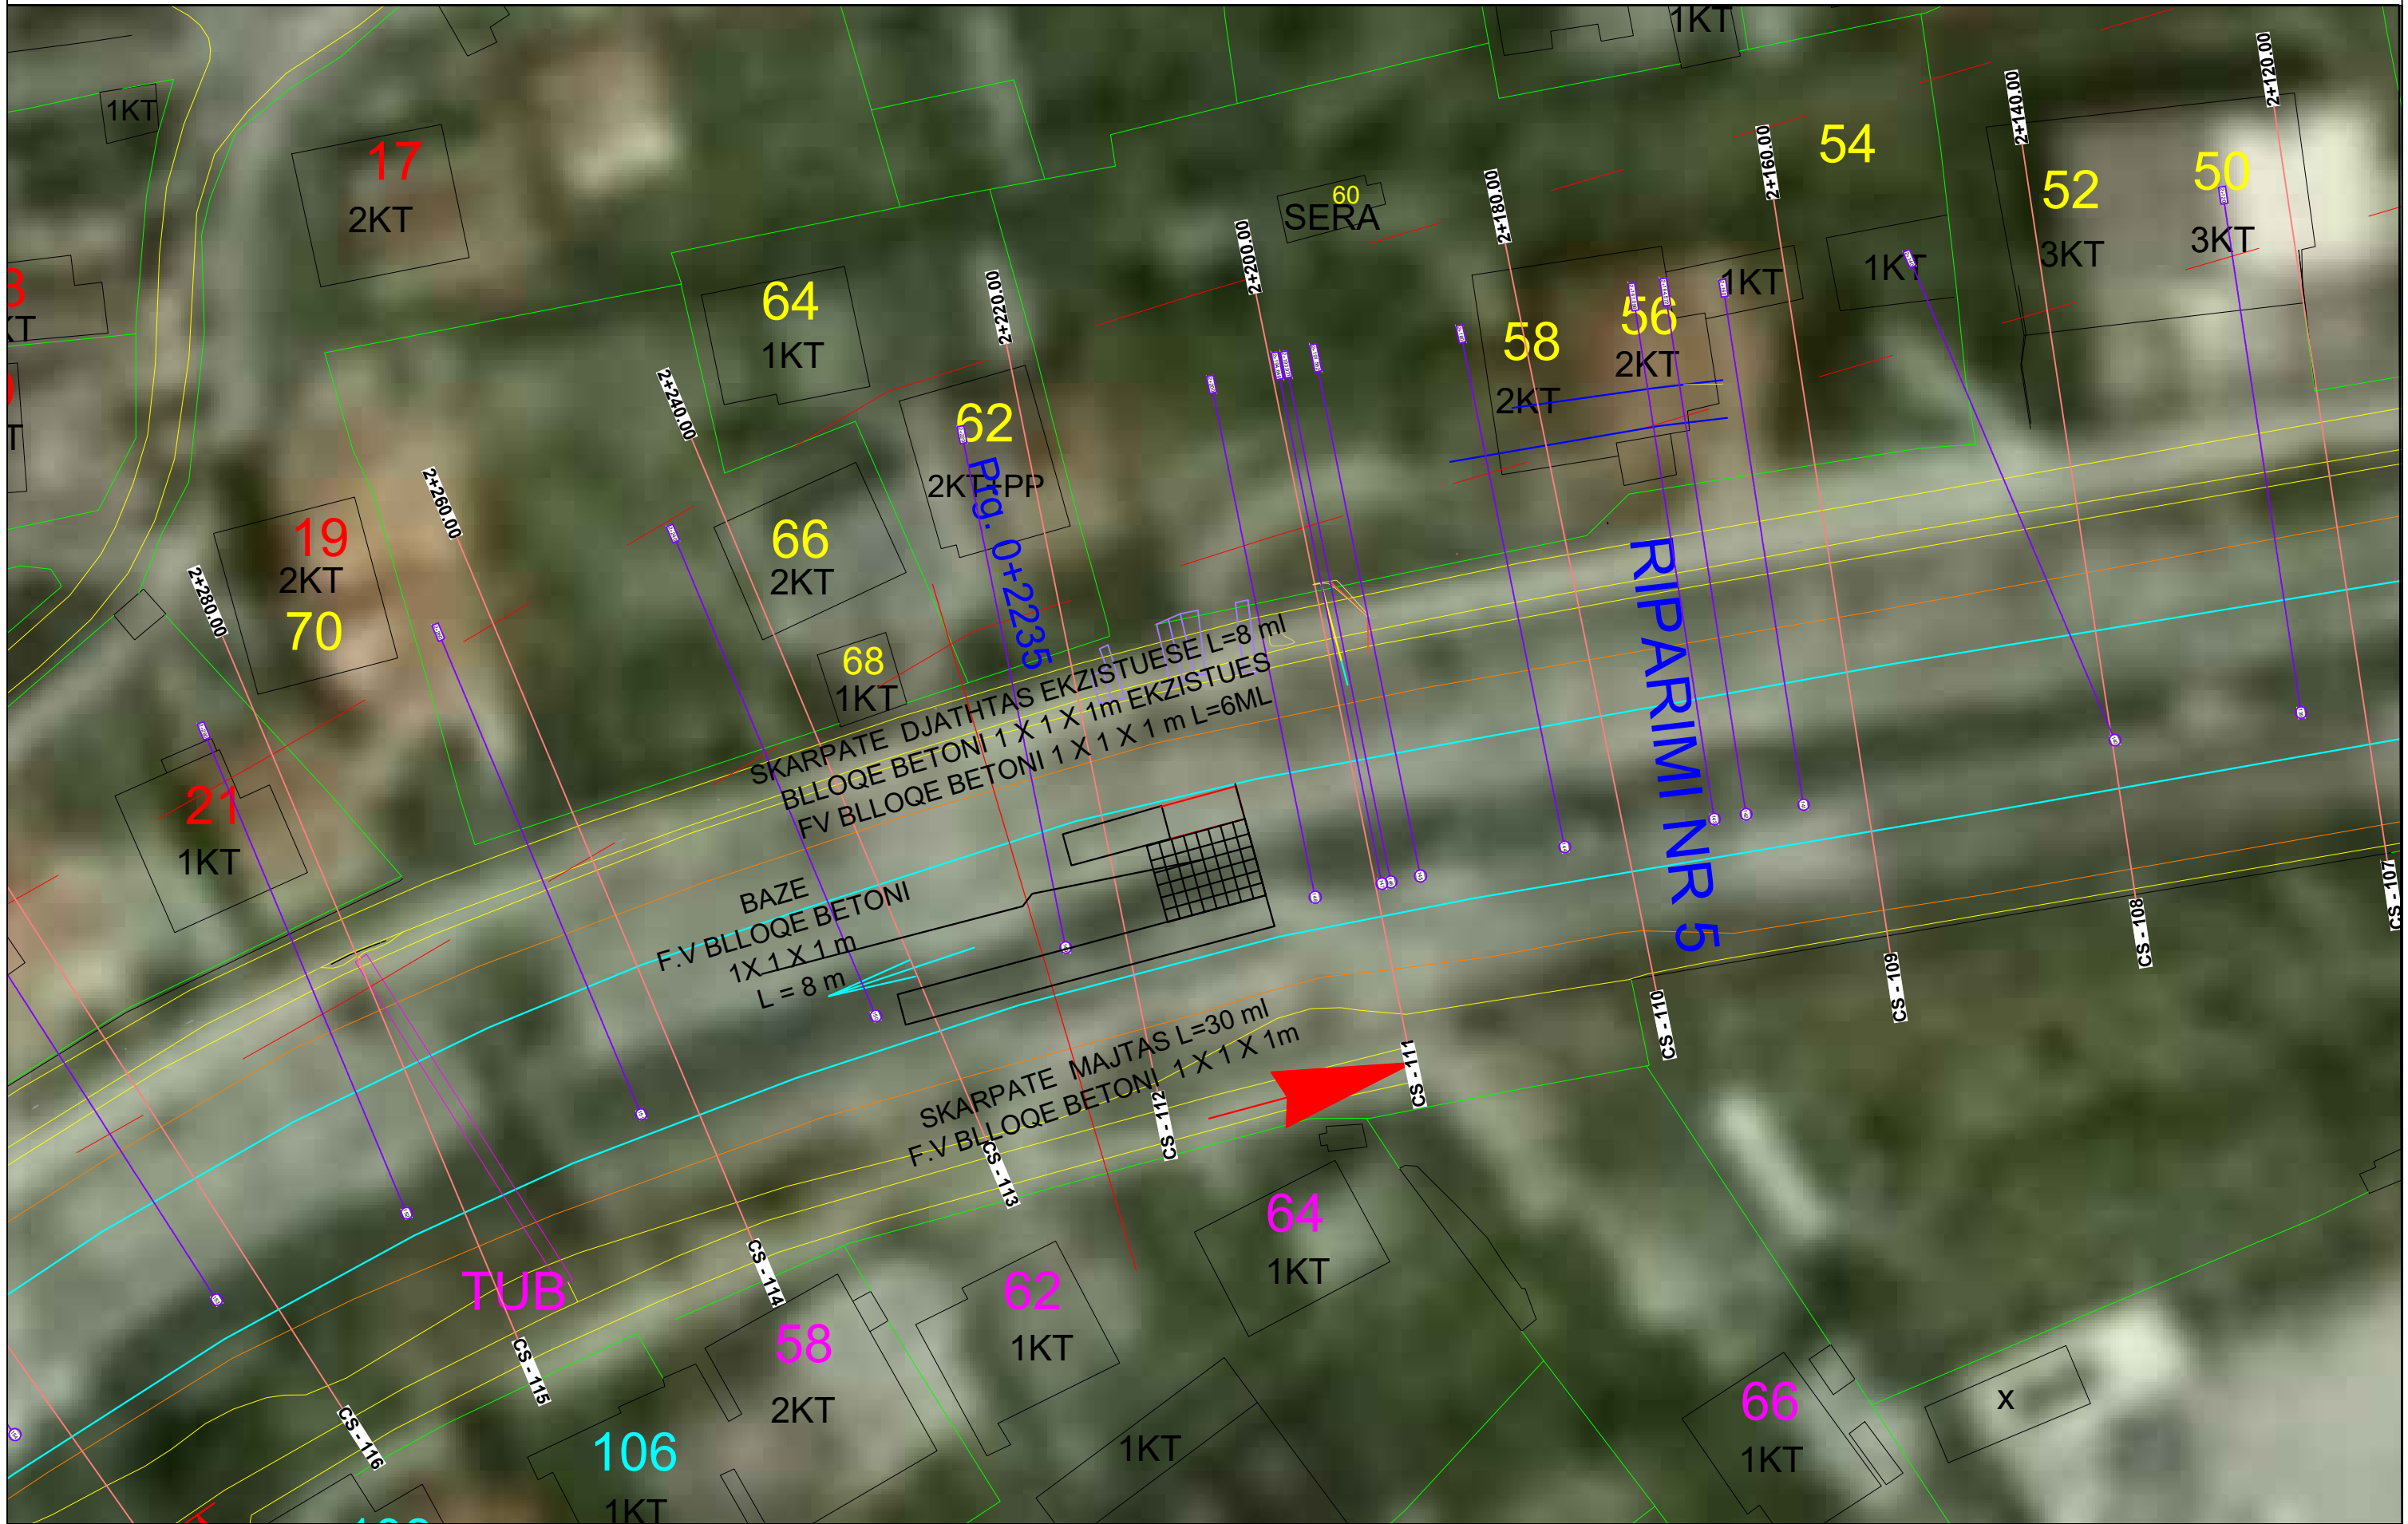 1KT
2+120.00
2+140.00
1KT
17
2KT
2+160.00
54
52
3KT
50
3KT
2+180.00
60
SERA
2+200.00
1KT
1KT
64
1KT
2+220.00
58
2KT
56
2KT
2+240.00
62
2KT+PP
Prg. 0+2235
2+260.00
19
2KT
70
66
2KT
2+280.00
68
1KT
RIPARIMI NR 5
SKARPATE DJATHTAS EKZISTUESE L=8 ml
BLLOQE BETONI 1 X 1 X 1m EKZISTUES
FV BLLOQE BETONI 1 X 1 X 1 m L=6ML
21
1KT
BAZE
F.V BLLOQE BETONI
1X 1 X 1 m
L = 8 m
CS - 107
CS - 108
CS - 109
CS - 110
CS - 111
SKARPATE MAJTAS L=30 ml
F.V BLLOQE BETONI 1 X 1 X 1m
CS - 112
CS - 113
64
1KT
TUB
CS - 114
62
1KT
58
2KT
CS - 115
66
1KT
x
CS - 116
106
1KT
1KT